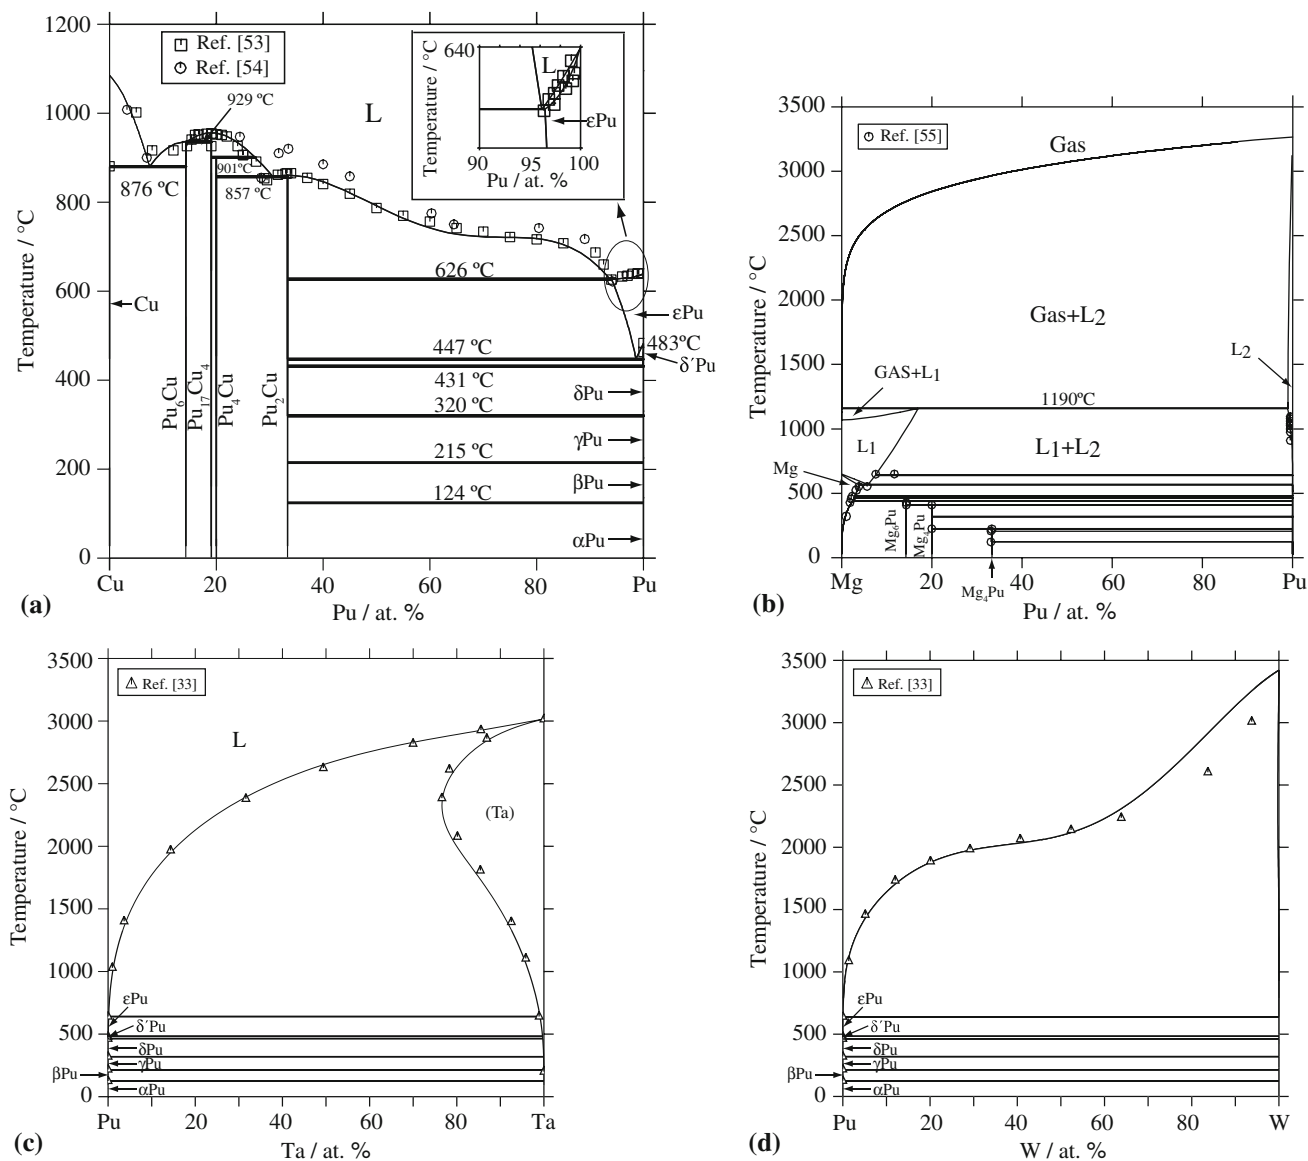 1200
1000
800
600
400
200
0
Temperature / °C
Ref. [53]
Ref. [54]
929 ºC
L
876 ºC
901ºC
857 ºC
Cu
Pu6Cu
Pu17Cu4
Pu4Cu
Pu2Cu
640
Temperature / °C
L
εPu
90 95 100
Pu / at. %
626 ºC
εPu
447 ºC
483ºC
δ´Pu
431 ºC
δPu
320 ºC
γPu
215 ºC
βPu
124 ºC
αPu
Cu 20 40 60 80 Pu
Pu / at. %
(a)
3500
3000
2500
2000
1500
1000
500
0
Temperature / °C
Ref. [55]
Gas
Gas+L2
L2
GAS+L1
1190ºC
L1
L1+L2
Mg
Mg6Pu
Mg4Pu
Mg 20 40 60 80 Pu
Mg4Pu
Pu / at. %
(b)
3500
3000
2500
2000
1500
1000
500
0
Temperature / °C
Ref. [33]
L
(Ta)
εPu
δ´Pu
δPu
γPu
βPu
αPu
Pu 20 40 60 80 Ta
Ta / at. %
(c)
3500
3000
2500
2000
1500
1000
500
0
Temperature / °C
Ref. [33]
εPu
δ´Pu
δPu
γPu
βPu
αPu
Pu 20 40 60 80 W
W / at. %
(d)